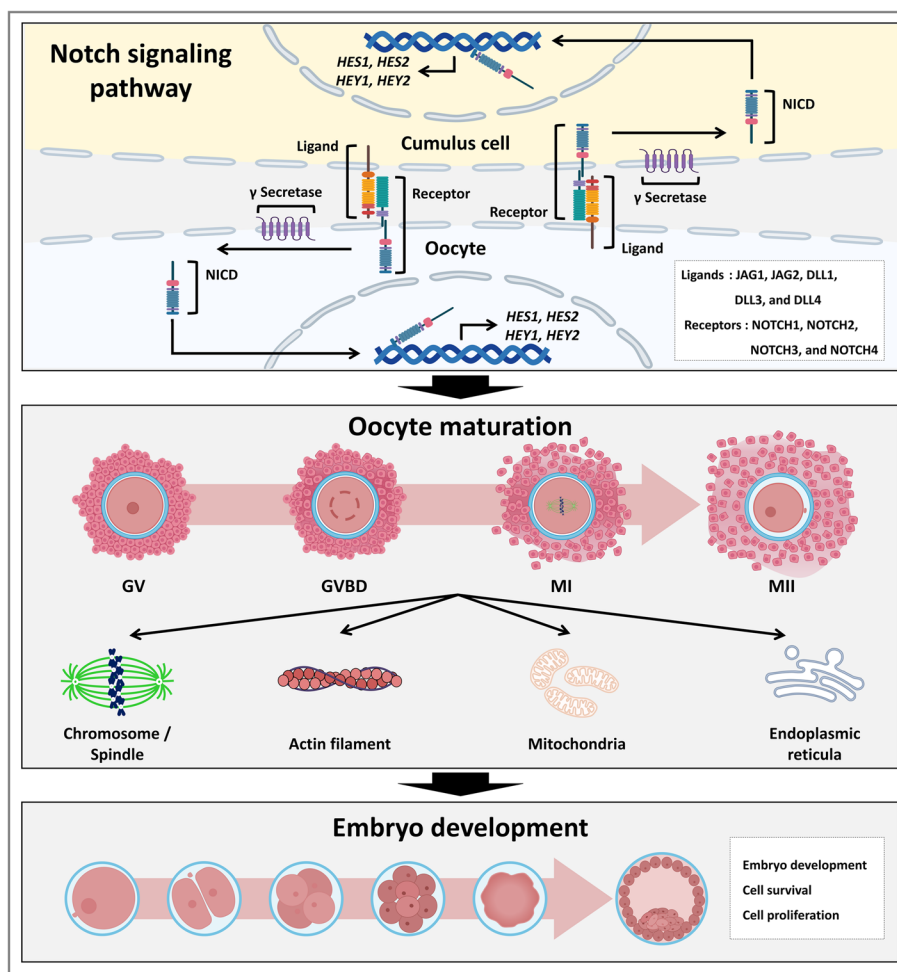 Notch signaling
pathway
HES1, HES2
HEY1, HEY2
NICD
Ligand
Cumulus cell
γ Secretase
Receptor
γ Secretase
Receptor
Ligand
Oocyte
NICD
HES1, HES2
HEY1, HEY2
Ligands : JAG1, JAG2, DLL1,
DLL3, and DLL4
Receptors : NOTCH1, NOTCH2,
NOTCH3, and NOTCH4
Oocyte maturation
GV
GVBD
MI
MII
Chromosome /
Spindle
Actin filament
Mitochondria
Endoplasmic
reticula
Embryo development
Embryo development
Cell survival
Cell proliferation